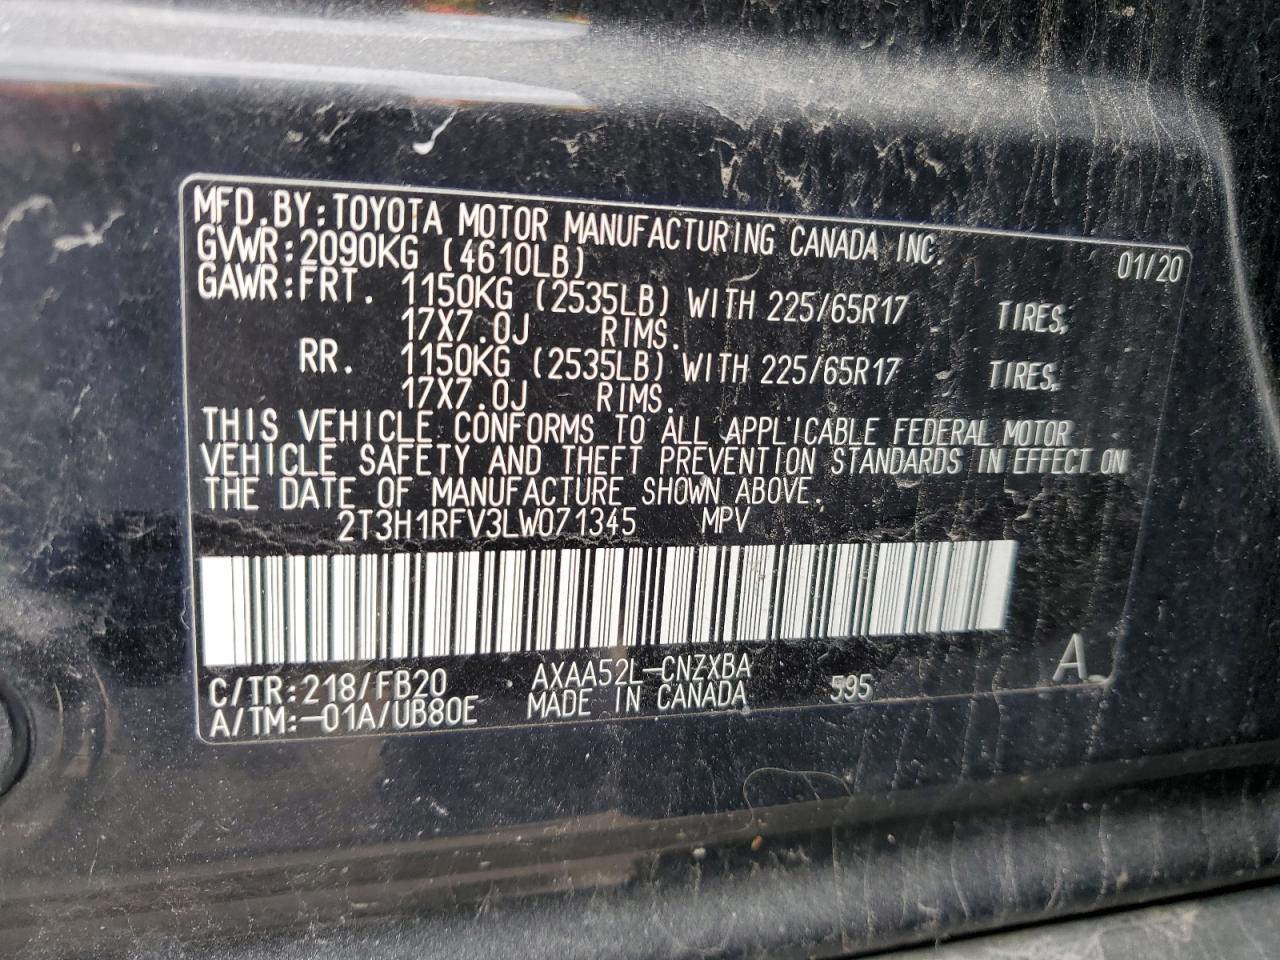 MFD.BY:TOYOTA MOTOR MANUFACTURING CANADA INC.
GVWR:2090KG (4610LB) 01/20
GAWR:FRT. 1150KG (2535LB) WITH 225/65R17 TIRES,
17X7.0J RIMS.
RR. 1150KG (2535LB) WITH 225/65R17 TIRES,
17X7.0J RIMS.
THIS VEHICLE CONFORMS TO ALL APPLICABLE FEDERAL MOTOR
VEHICLE SAFETY AND THEFT PREVENTION STANDARDS IN EFFECT ON
THE DATE OF MANUFACTURE SHOWN ABOVE.
2T3H1RFV3LW071345 MPV
C/TR:218/FB20 AXAA52L-CNZXBA 595 A
A/TM:-01A/UB80E MADE IN CANADA